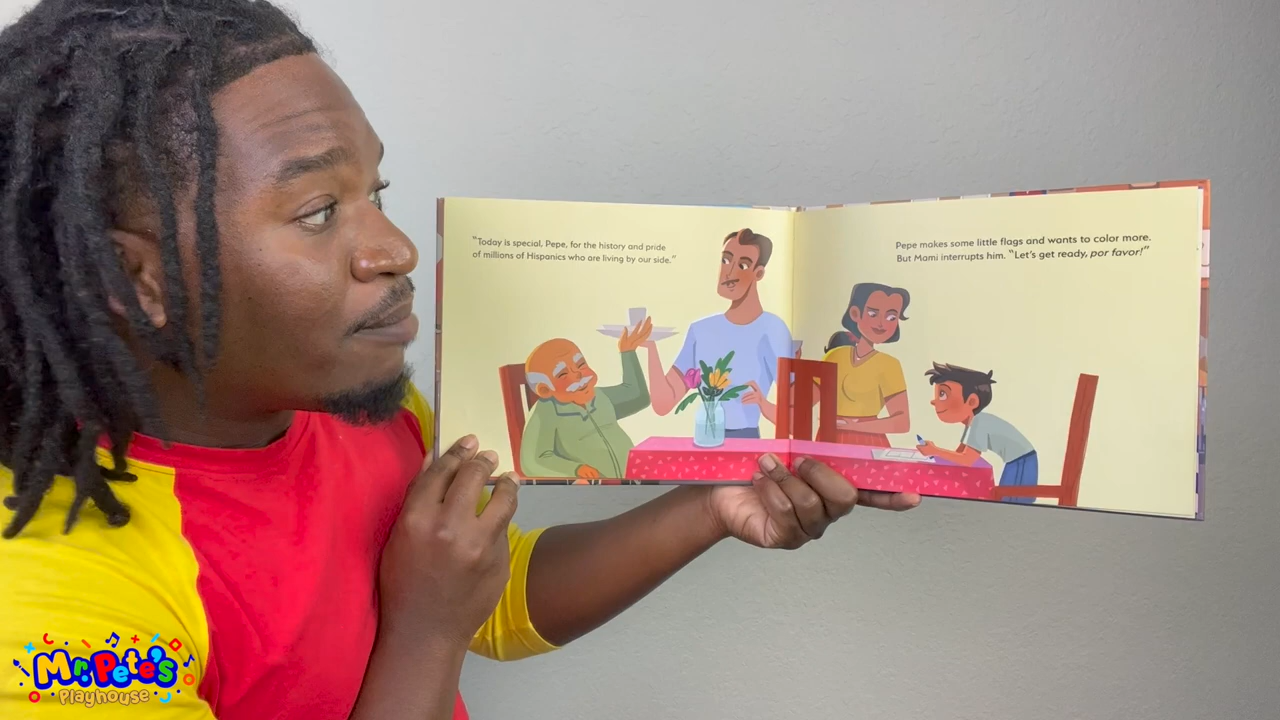 “Today is special, Pepe, for the history and pride
of millions of Hispanics who are living by our side.”
Pepe makes some little flags and wants to color more.
But Mami interrupts him. “Let’s get ready, por favor!”
Mr. Pete's
Playhouse